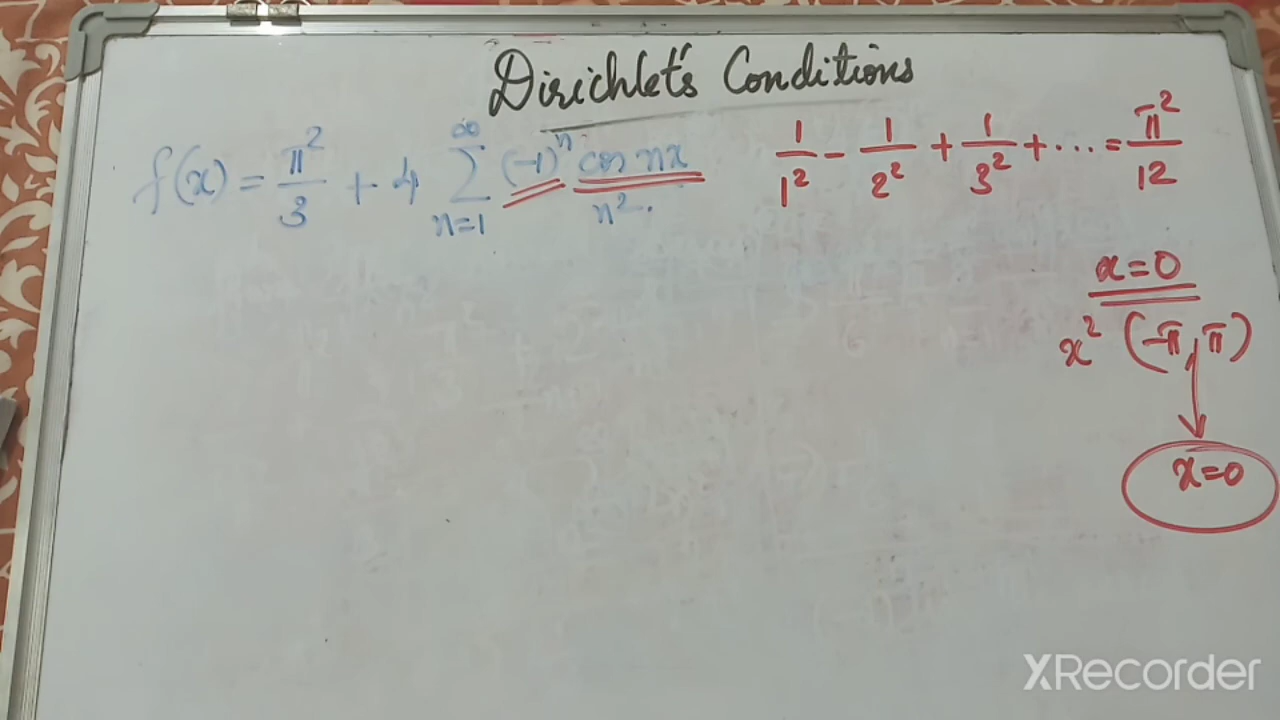 Dirichlet's Conditions
f(x) = π²/3 + 4 ∑_{n=1}^{∞} (-1)ⁿ cos nx / n².
1/1² - 1/2² + 1/3² + .... = π²/12
x=0
x² (-π, π)
x=0
XRecorder